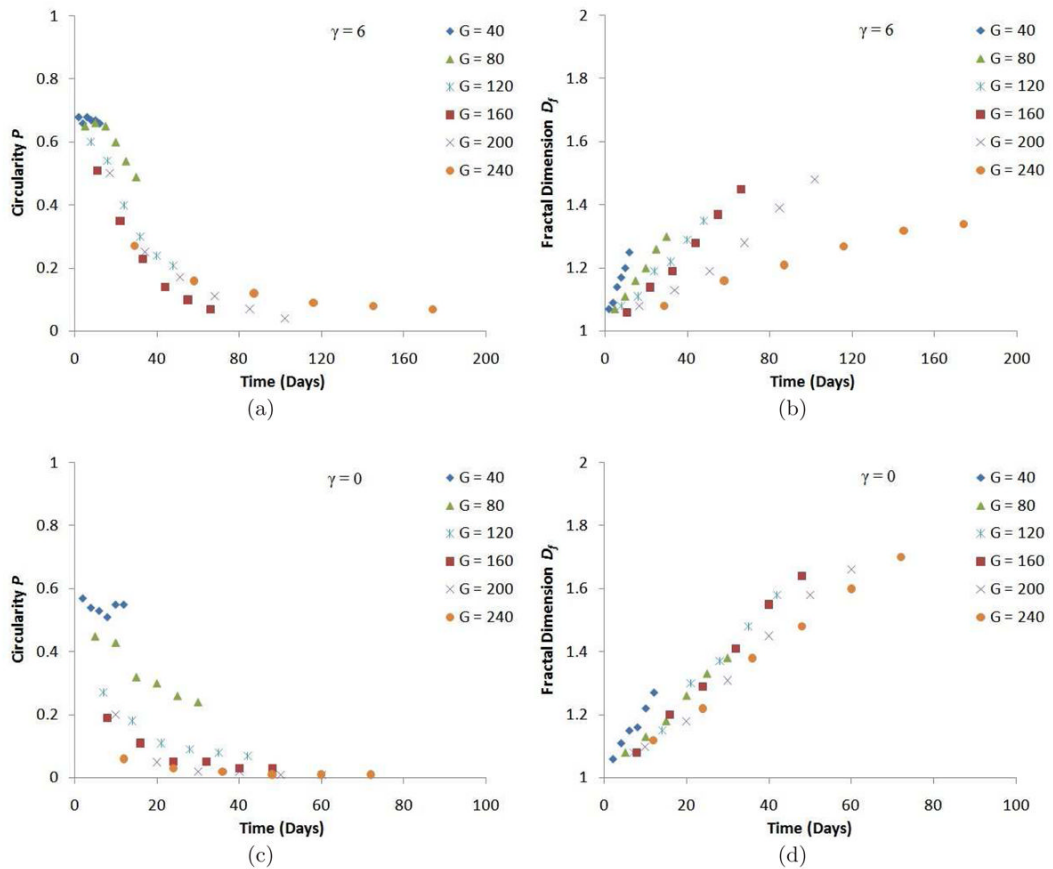 1
0.8
0.6
0.4
0.2
0
Circularity P
0
40
80
120
160
200
Time (Days)
γ = 6
G = 40
G = 80
G = 120
G = 160
G = 200
G = 240
(a)
2
1.8
1.6
1.4
1.2
1
Fractal Dimension Df
0
40
80
120
160
200
Time (Days)
γ = 6
G = 40
G = 80
G = 120
G = 160
G = 200
G = 240
(b)
1
0.8
0.6
0.4
0.2
0
Circularity P
0
20
40
60
80
100
Time (Days)
γ = 0
G = 40
G = 80
G = 120
G = 160
G = 200
G = 240
(c)
2
1.8
1.6
1.4
1.2
1
Fractal Dimension Df
0
20
40
60
80
100
Time (Days)
γ = 0
G = 40
G = 80
G = 120
G = 160
G = 200
G = 240
(d)